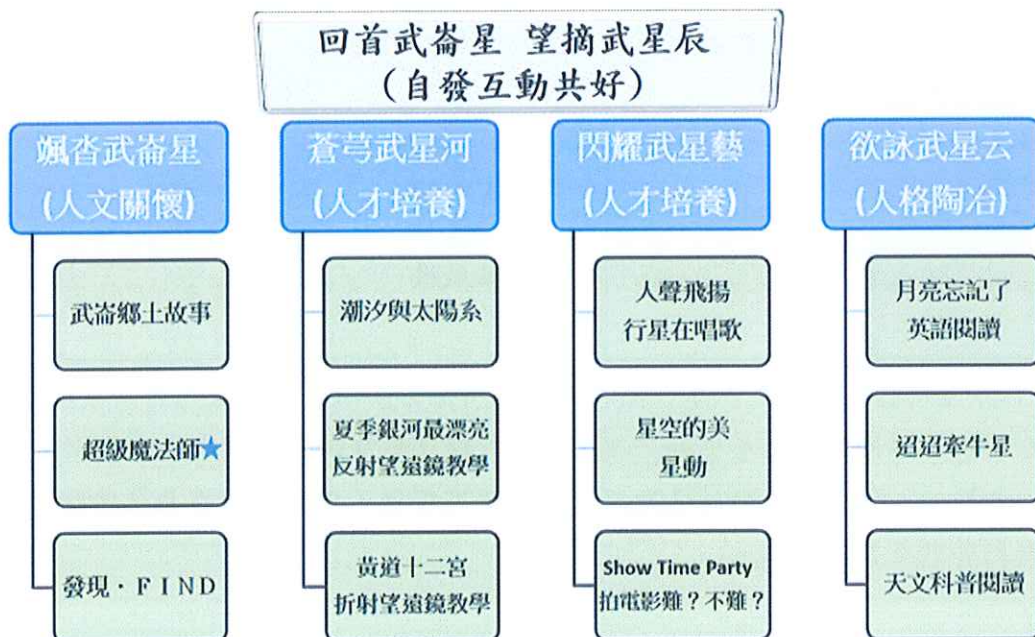 回首武崙星 望摘武星辰
(自發互動共好)
颯沓武崙星
(人文關懷)
武崙鄉土故事
超級魔法師★
發現・FIND
蒼芎武星河
(人才培養)
潮汐與太陽系
夏季銀河最漂亮
反射望遠鏡教學
黃道十二宮
折射望遠鏡教學
閃耀武星藝
(人才培養)
人聲飛揚
行星在唱歌
星空的美
星動
Show Time Party
拍電影難？不難？
欲詠武星云
(人格陶冶)
月亮忘記了
英語閱讀
迢迢牽牛星
天文科普閱讀